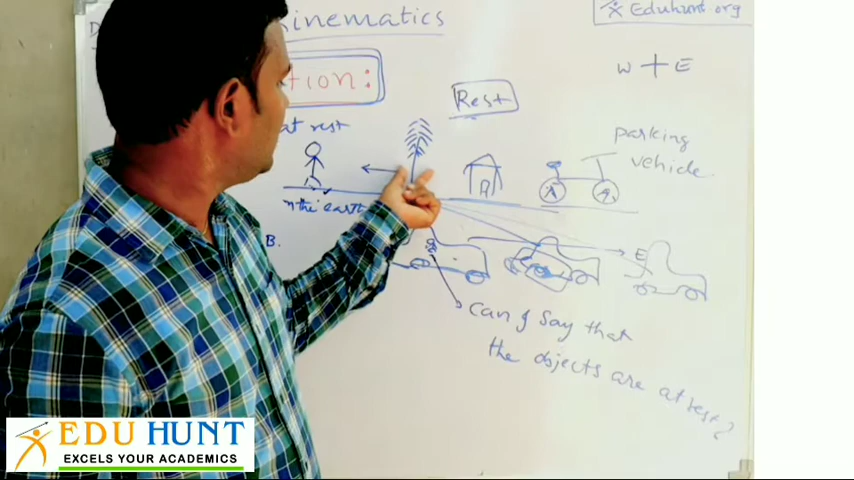 inematics
Eduhunt.org
W E
tion:
Rest
at rest
parking
vehicle
the earth
B.
E
Can I Say that
the objects are at rest?
EDU HUNT
EXCELS YOUR ACADEMICS